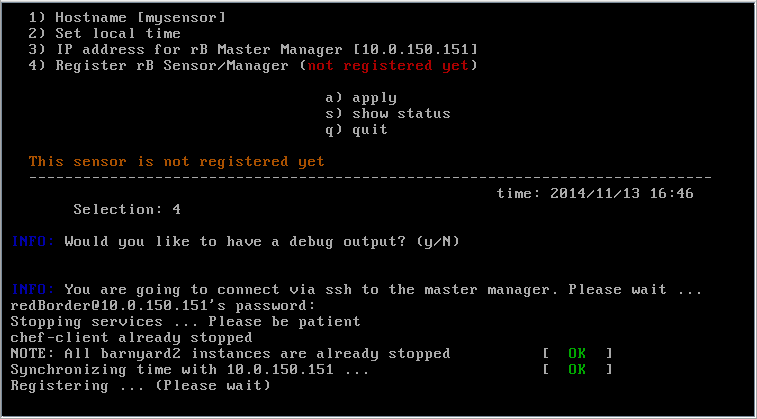 1) Hostname [mysensor]
2) Set local time
3) IP address for rB Master Manager [10.0.150.151]
4) Register rB Sensor/Manager (not registered yet)
a) apply
s) show status
q) quit
This sensor is not registered yet
----------------------------------------------------------------------------
time: 2014/11/13 16:46
Selection: 4
INFO: Would you like to have a debug output? (y/N)
INFO: You are going to connect via ssh to the master manager. Please wait ...
redBorder@10.0.150.151's password:
Stopping services ... Please be patient
chef-client already stopped
NOTE: All barnyard2 instances are already stopped [ OK ]
Synchronizing time with 10.0.150.151 ... [ OK ]
Registering ... (Please wait)